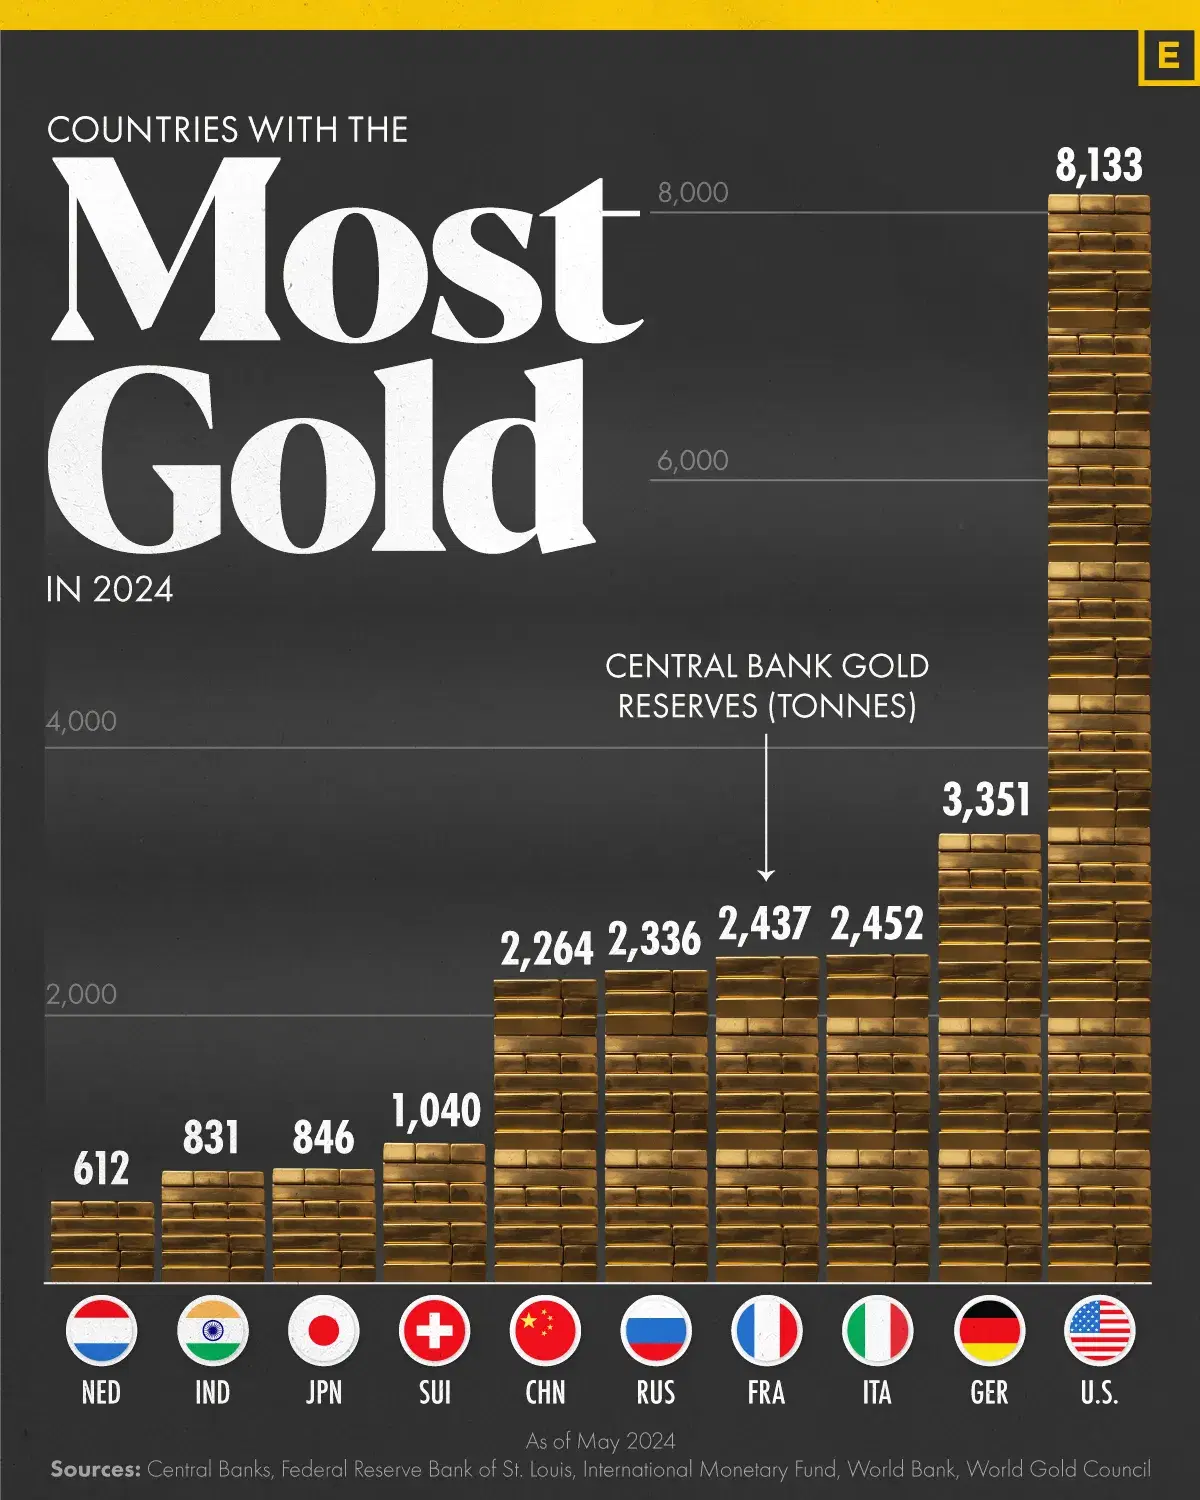 E
COUNTRIES WITH THE
Most
Gold
IN 2024
8,000
6,000
4,000
2,000
CENTRAL BANK GOLD
RESERVES (TONNES)
612
831
846
1,040
2,264
2,336
2,437
2,452
3,351
8,133
NED
IND
JPN
SUI
CHN
RUS
FRA
ITA
GER
U.S.
As of May 2024
Sources: Central Banks, Federal Reserve Bank of St. Louis, International Monetary Fund, World Bank, World Gold Council